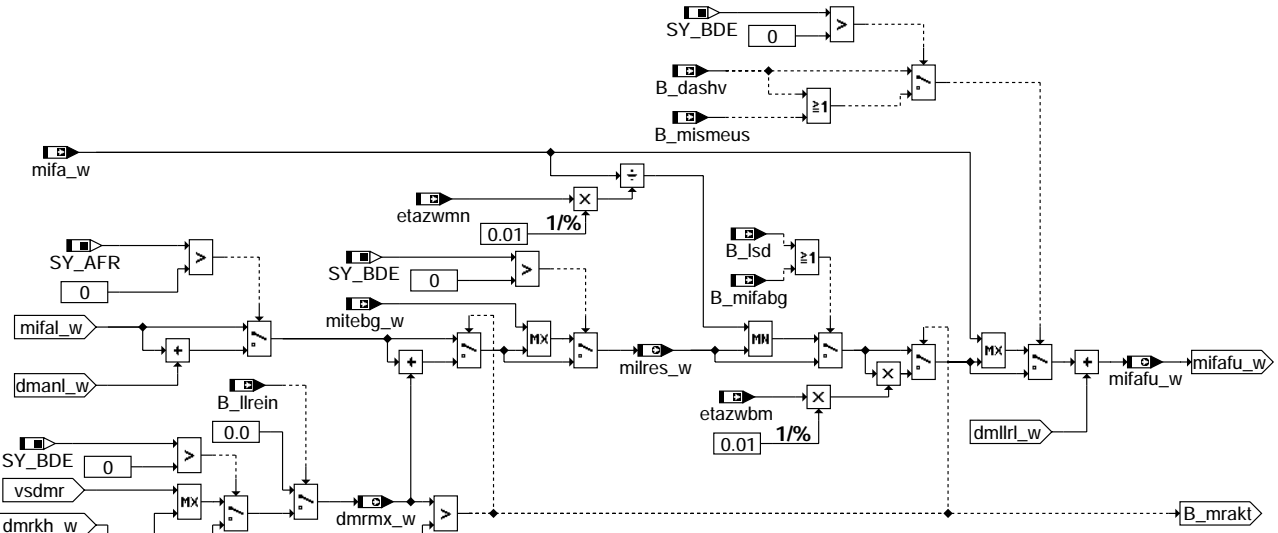 SY_BDE
>
0
B_dashv
≥1
B_mismeus
mifa_w
÷
etazwmn
×
0.01
1/%
B_lsd
≥1
B_mifabg
SY_AFR
>
0
SY_BDE
>
0
mitebg_w
mifal_w
+
dmanl_w
MX
MN
MX
+
milres_w
×
etazwbm
×
0.01
1/%
+
mifafu_w
mifafu_w
dmllrl_w
B_llrein
0.0
SY_BDE
>
0
vsdmr
MX
dmrmx_w
>
B_mrakt
dmrkh_w